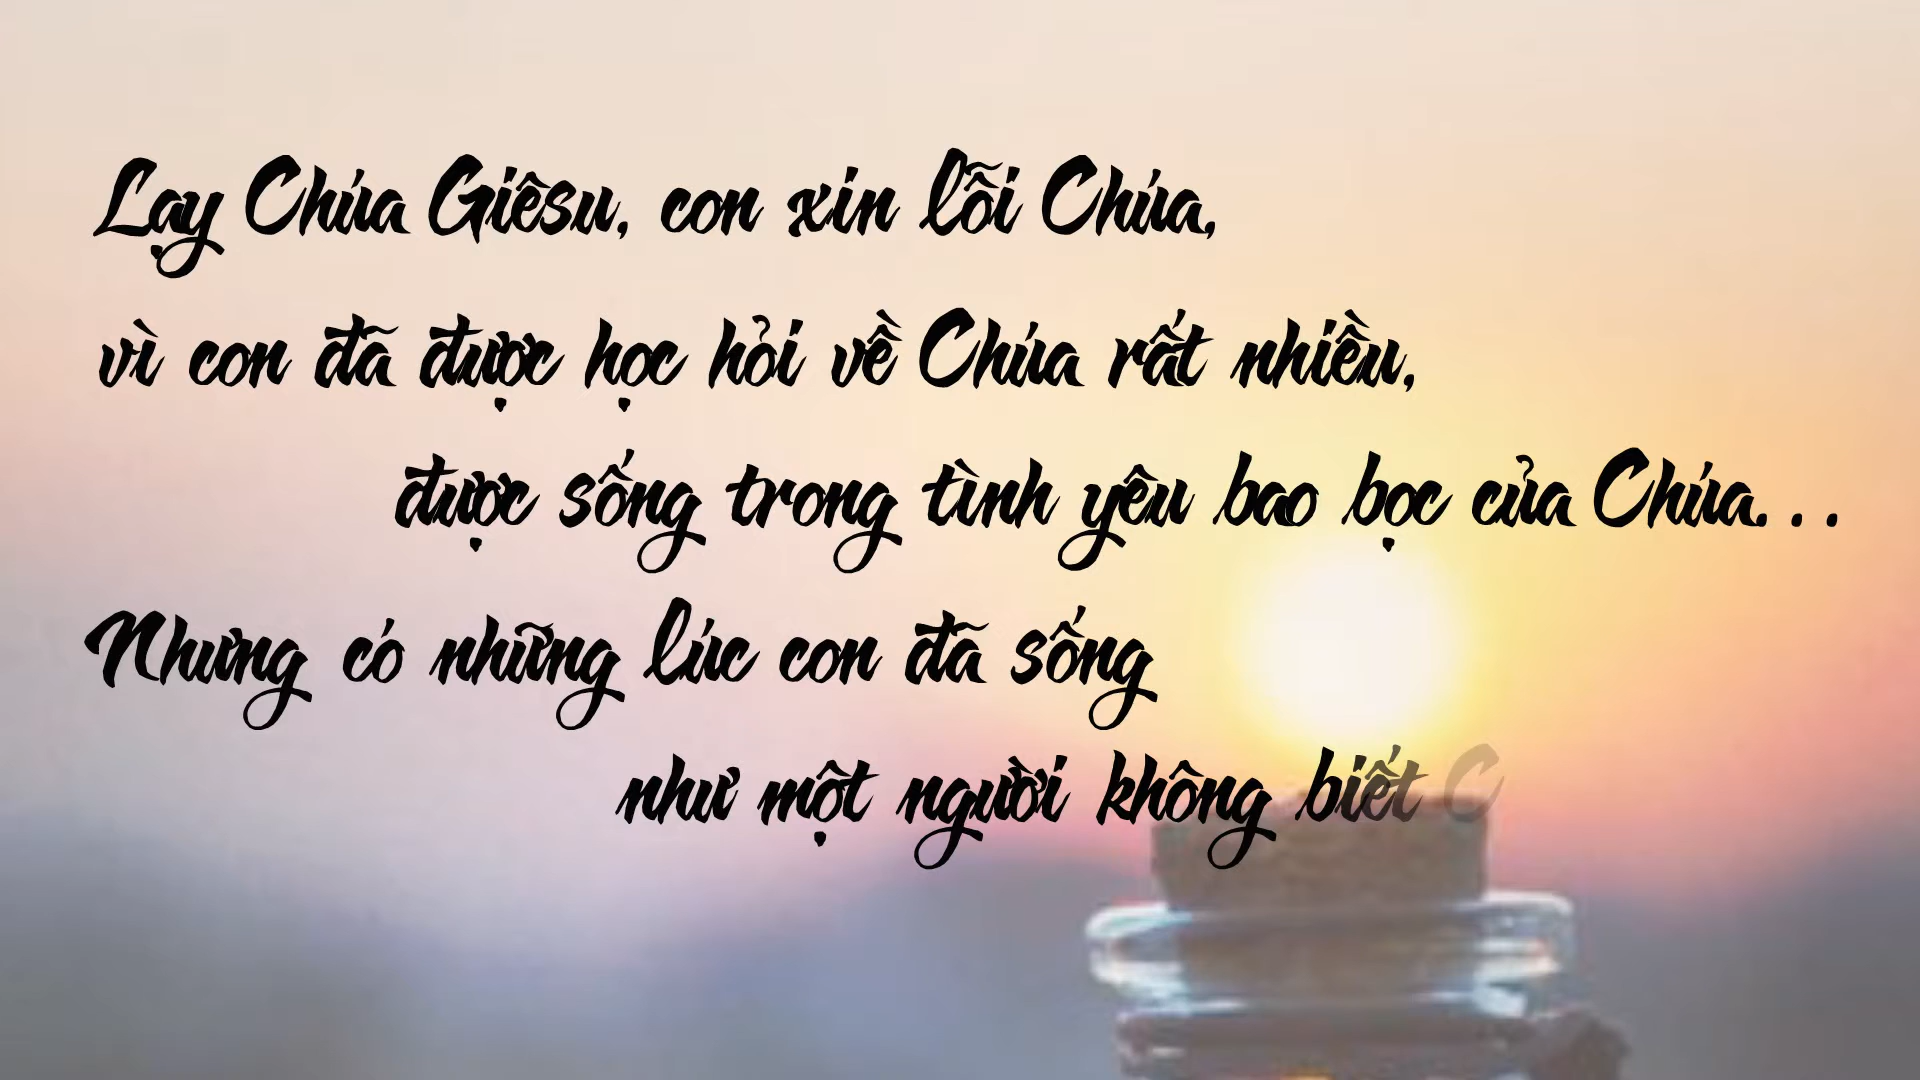 Lạy Chúa Giêsu, con xin lỗi Chúa,
vì con đã được học hỏi về Chúa rất nhiều,
được sống trong tình yêu bao bọc của Chúa...
Nhưng có những lúc con đã sống
như một người không biết C